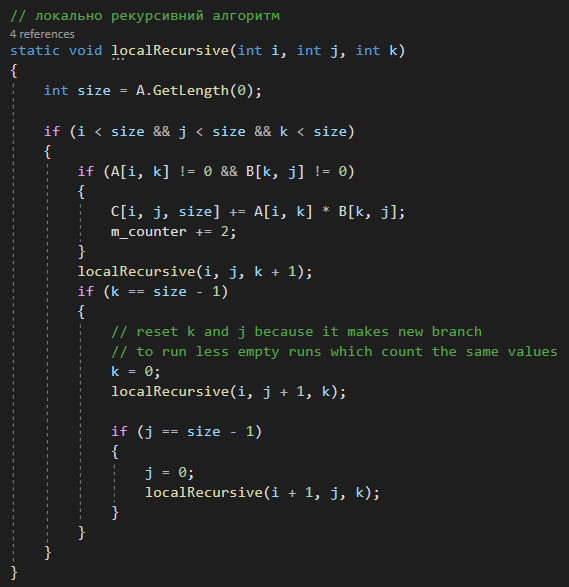 // локально рекурсивний алгоритм
4 references
static void localRecursive(int i, int j, int k)
{
    int size = A.GetLength(0);

    if (i < size && j < size && k < size)
    {
        if (A[i, k] != 0 && B[k, j] != 0)
        {
            C[i, j, size] += A[i, k] * B[k, j];
            m_counter += 2;
        }
        localRecursive(i, j, k + 1);
        if (k == size - 1)
        {
            // reset k and j because it makes new branch
            // to run less empty runs which count the same values
            k = 0;
            localRecursive(i, j + 1, k);

            if (j == size - 1)
            {
                j = 0;
                localRecursive(i + 1, j, k);
            }
        }
    }
}